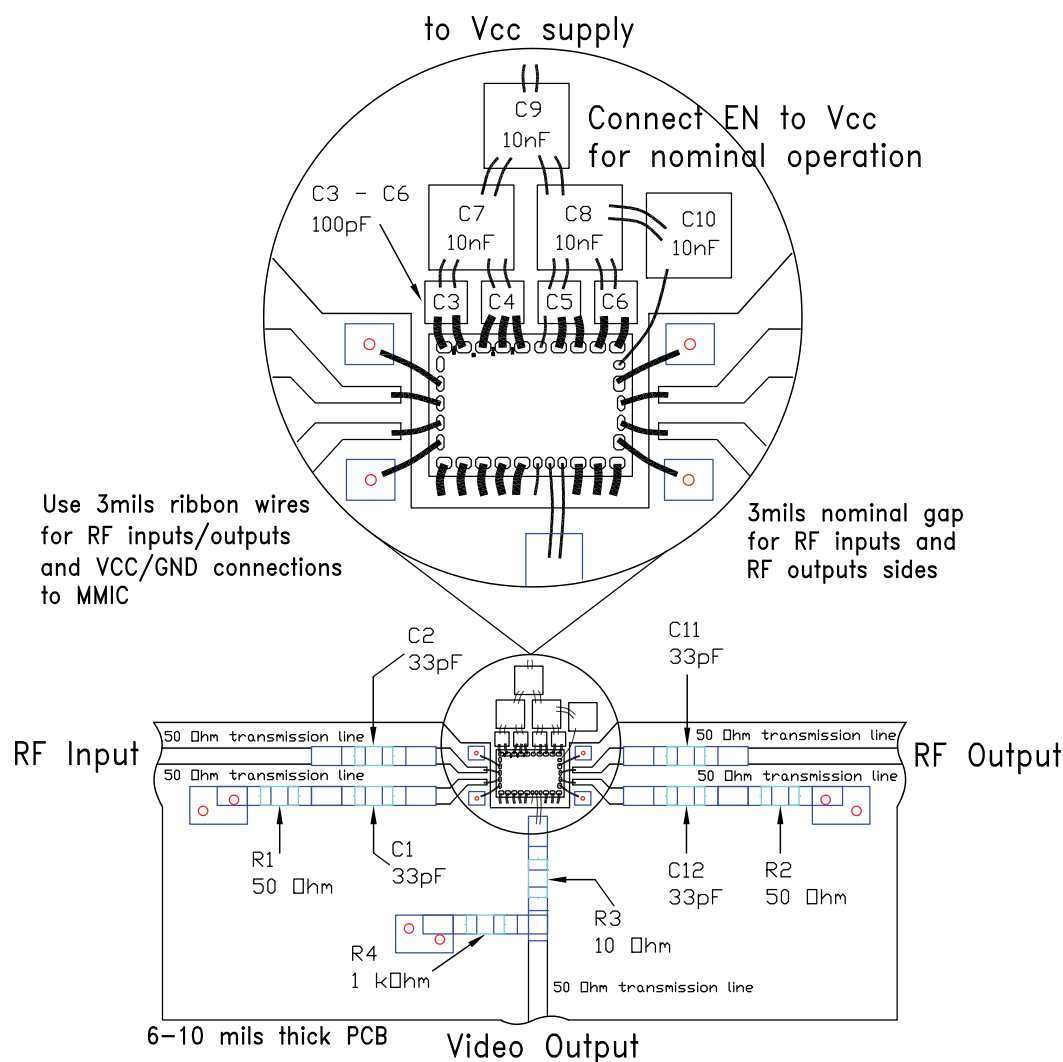 to Vcc supply
C9
10nF
Connect EN to Vcc
for nominal operation
C3 - C6
100pF
C7
10nF
C8
10nF
C10
10nF
C3
C4
C5
C6
Use 3mils ribbon wires
for RF inputs/outputs
and VCC/GND connections
to MMIC
3mils nominal gap
for RF inputs and
RF outputs sides
C2
33pF
C11
33pF
RF Input
50 Ohm transmission line
50 Ohm transmission line
50 Ohm transmission line
50 Ohm transmission line
RF Output
R1
50 Ohm
C1
33pF
C12
33pF
R2
50 Ohm
R3
10 Ohm
R4
1 kOhm
50 Ohm transmission line
6-10 mils thick PCB
Video Output